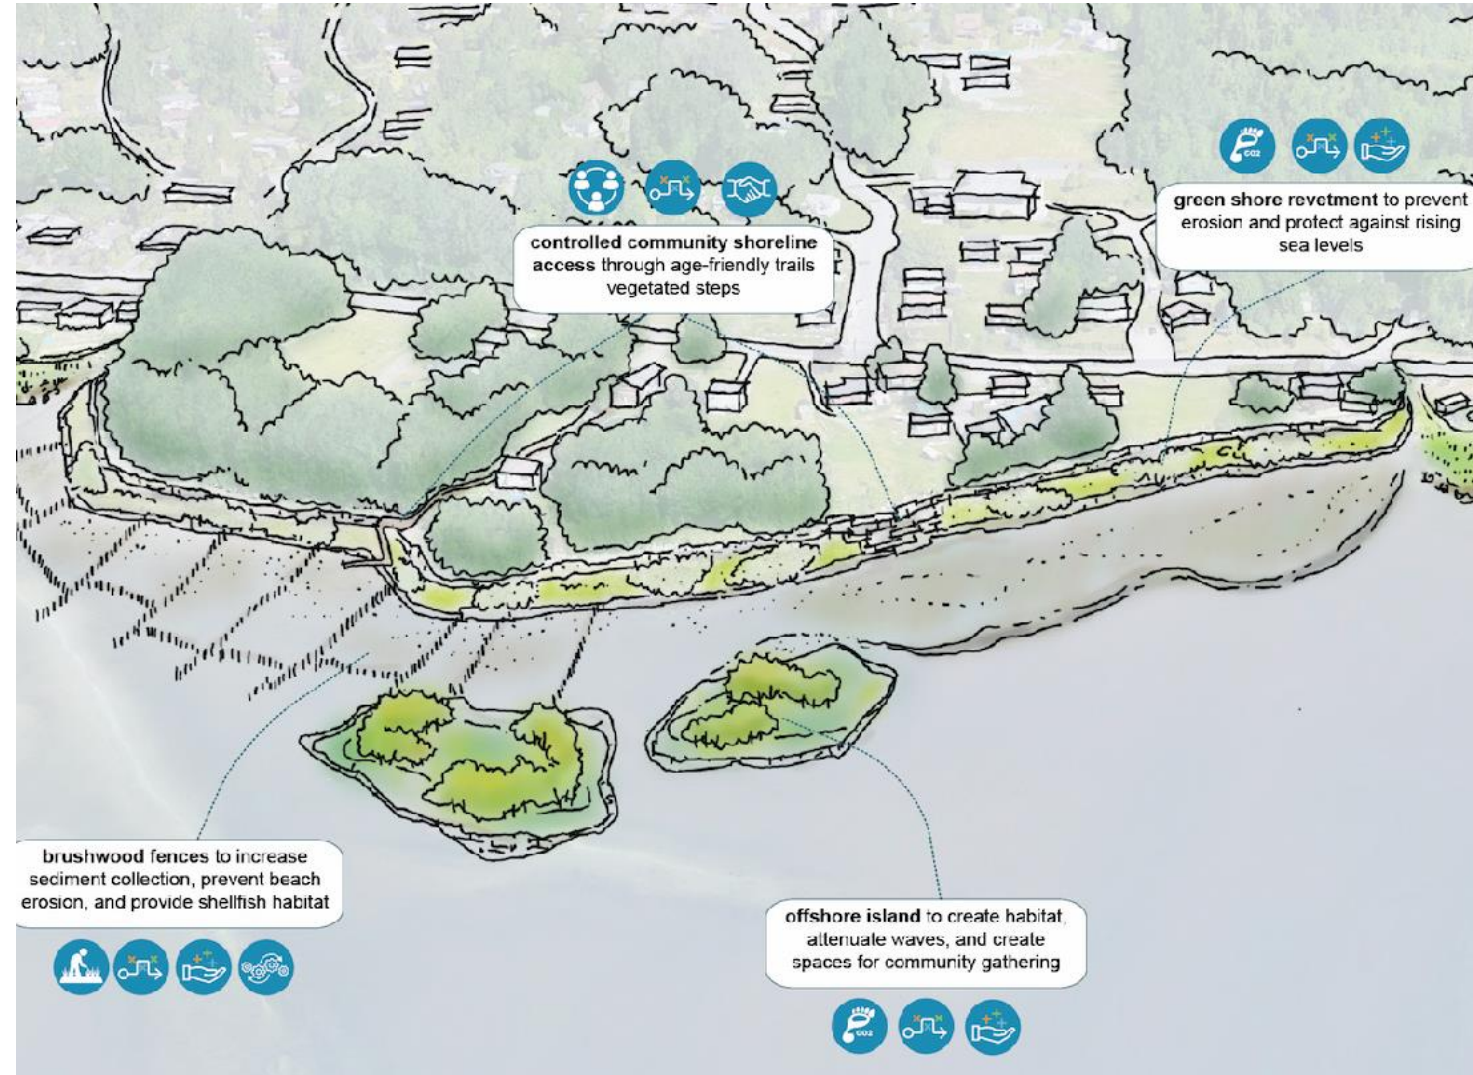 controlled community shoreline
access through age-friendly trails
vegetated steps
green shore revetment to prevent
erosion and protect against rising
sea levels
brushwood fences to increase
sediment collection, prevent beach
erosion, and provide shellfish habitat
offshore island to create habitat,
attenuate waves, and create
spaces for community gathering
CO2
CO2